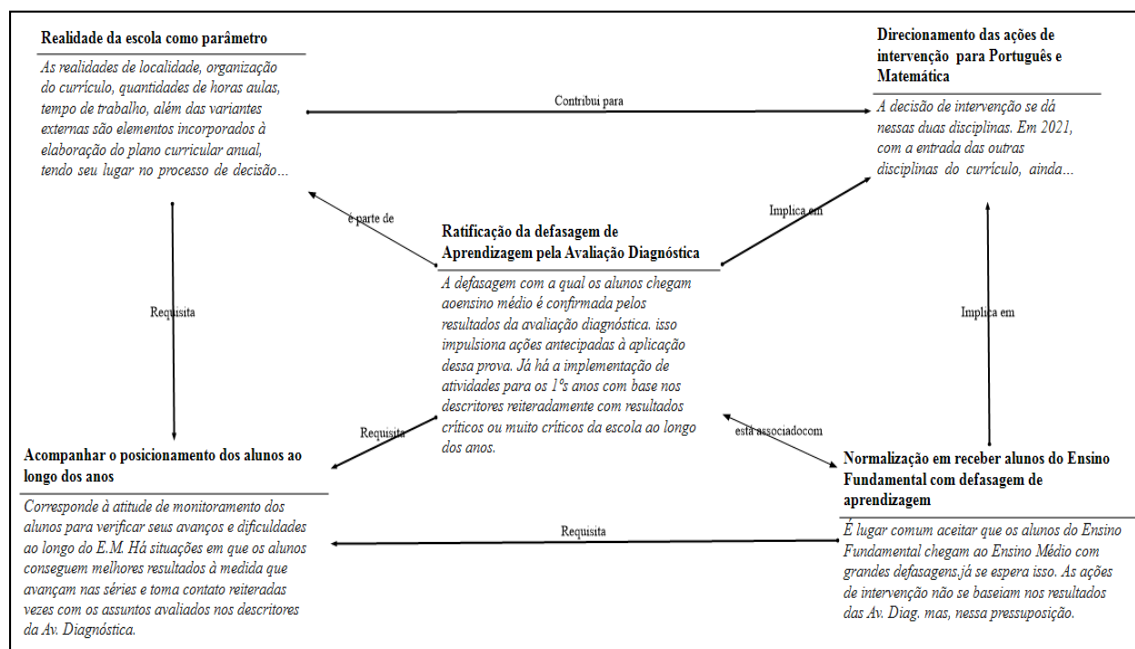 Realidade da escola como parâmetro
As realidades de localidade, organização
do currículo, quantidades de horas aulas,
tempo de trabalho, além das variantes
externas são elementos incorporados à
elaboração do plano curricular anual,
tendo seu lugar no processo de decisão...
Contribui para
Direcionamento das ações de
intervenção para Português e
Matemática
A decisão de intervenção se dá
nessas duas disciplinas. Em 2021,
com a entrada das outras
disciplinas do currículo, ainda...
é parte de
Implica em
Ratificação da defasagem de
Aprendizagem pela Avaliação Diagnóstica
A defasagem com a qual os alunos chegam
aoensino médio é confirmada pelos
resultados da avaliação diagnóstica. isso
impulsiona ações antecipadas à aplicação
dessa prova. Já há a implementação de
atividades para os 1ºs anos com base nos
descritores reiteradamente com resultados
críticos ou muito críticos da escola ao longo
dos anos.
Requisita
Implica em
Requisita
está associadocom
Acompanhar o posicionamento dos alunos ao
longo dos anos
Corresponde à atitude de monitoramento dos
alunos para verificar seus avanços e dificuldades
ao longo do E.M. Há situações em que os alunos
conseguem melhores resultados à medida que
avançam nas séries e toma contato reiteradas
vezes com os assuntos avaliados nos descritores
da Av. Diagnóstica.
Requisita
Normalização em receber alunos do Ensino
Fundamental com defasagem de
aprendizagem
É lugar comum aceitar que os alunos do Ensino
Fundamental chegam ao Ensino Médio com
grandes defasagens,já se espera isso. As ações
de intervenção não se baseiam nos resultados
das Av. Diag. mas, nessa pressuposição.